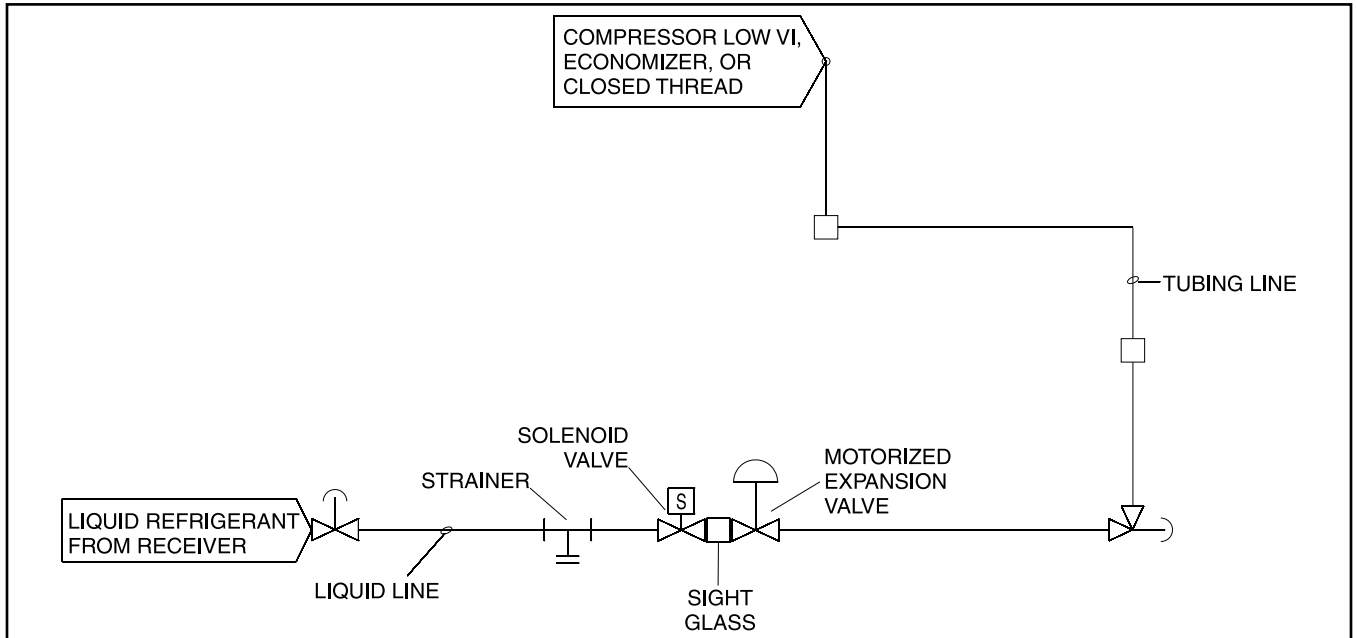 COMPRESSOR LOW VI,
ECONOMIZER, OR
CLOSED THREAD
TUBING LINE
SOLENOID
VALVE
S
MOTORIZED
EXPANSION
VALVE
STRAINER
LIQUID REFRIGERANT
FROM RECEIVER
LIQUID LINE
SIGHT
GLASS